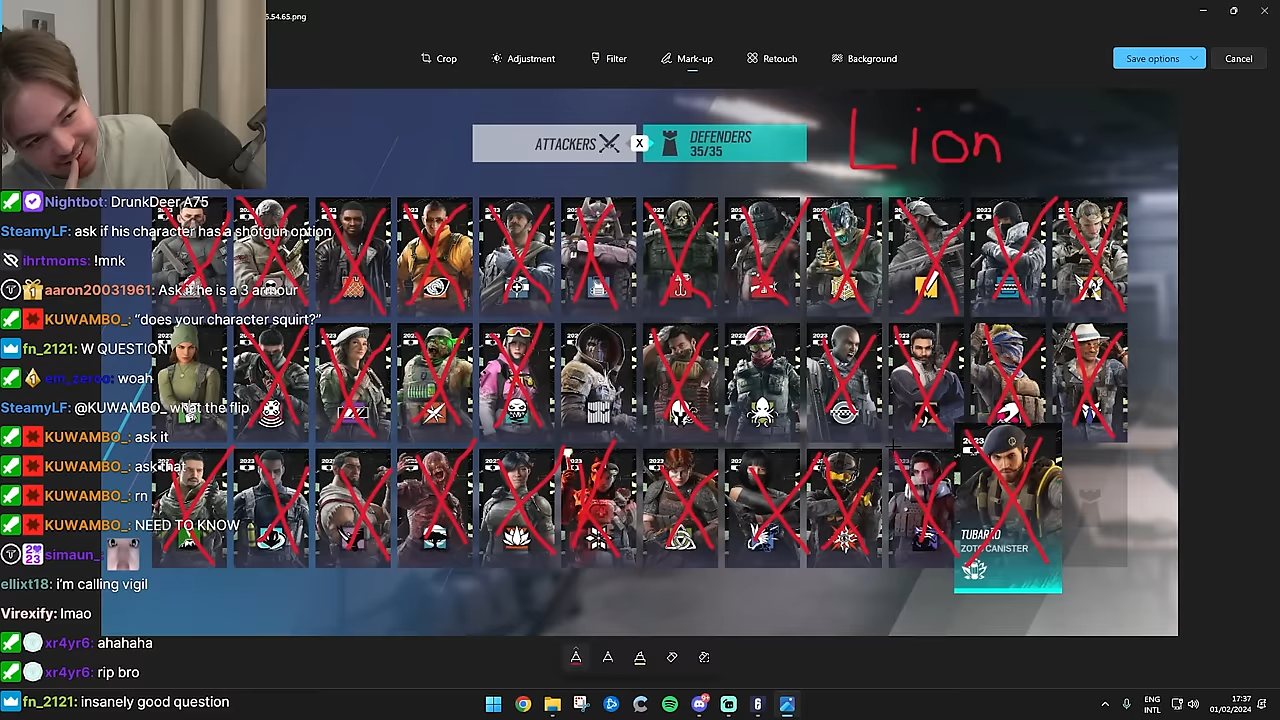 5.54.65.png
Crop
Adjustment
Filter
Mark-up
Retouch
Background
Save options
Cancel
ATTACKERS
X
DEFENDERS
35/35
Lion
Nightbot: DrunkDeer A75
SteamyLF: ask if his character has a shotgun option
ihrtmoms: !mnk
aaron20031961: Ask if he is a 3 armour
KUWAMBO_: “does your character squirt?”
fn_2121: W QUESTION
em_zeroo: woah
SteamyLF: @KUWAMBO_ what the flip
KUWAMBO_: ask it
KUWAMBO_: ask that
KUWAMBO_: rn
KUWAMBO_: NEED TO KNOW
simaun_:
ellixt18: i’m calling vigil
Virexify: lmao
xr4yr6: ahahaha
xr4yr6: rip bro
fn_2121: insanely good question
2023
ZOTO CANISTER
ENG
INTL
17:37
01/02/2024